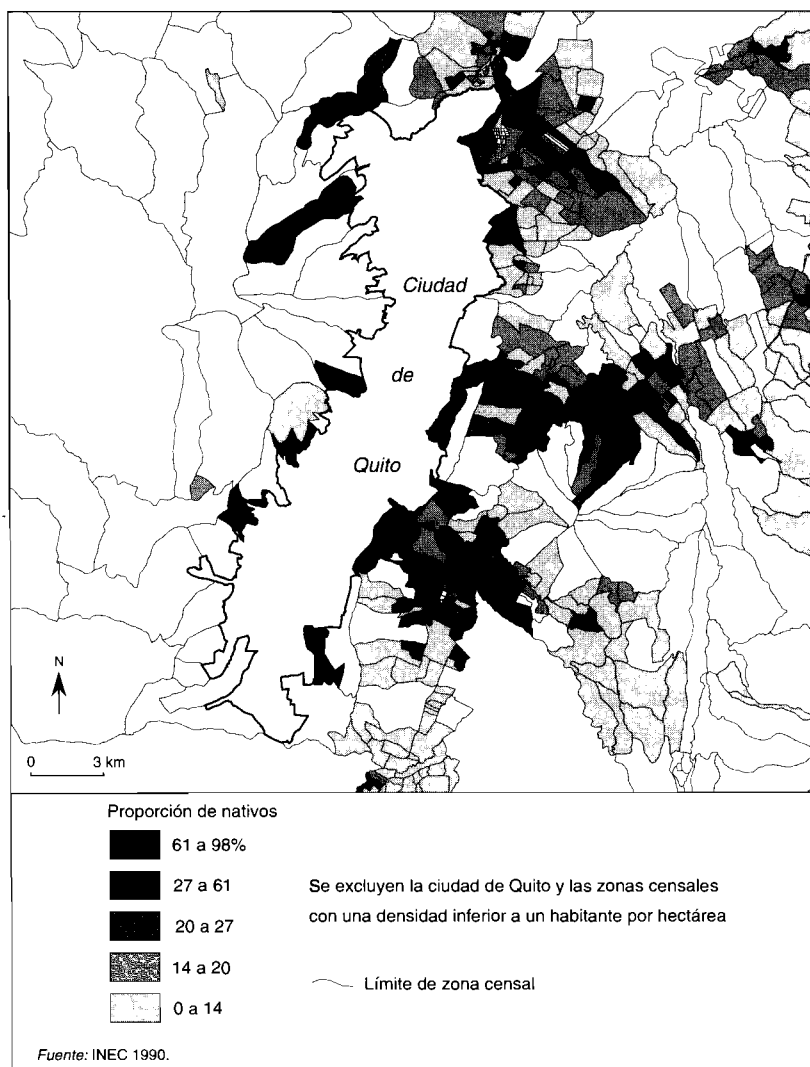 Ciudad
de
Quito
N
0 3 km
Proporción de nativos
61 a 98%
27 a 61
20 a 27
14 a 20
0 a 14
Se excluyen la ciudad de Quito y las zonas censales
con una densidad inferior a un habitante por hectárea
Límite de zona censal
Fuente: INEC 1990.